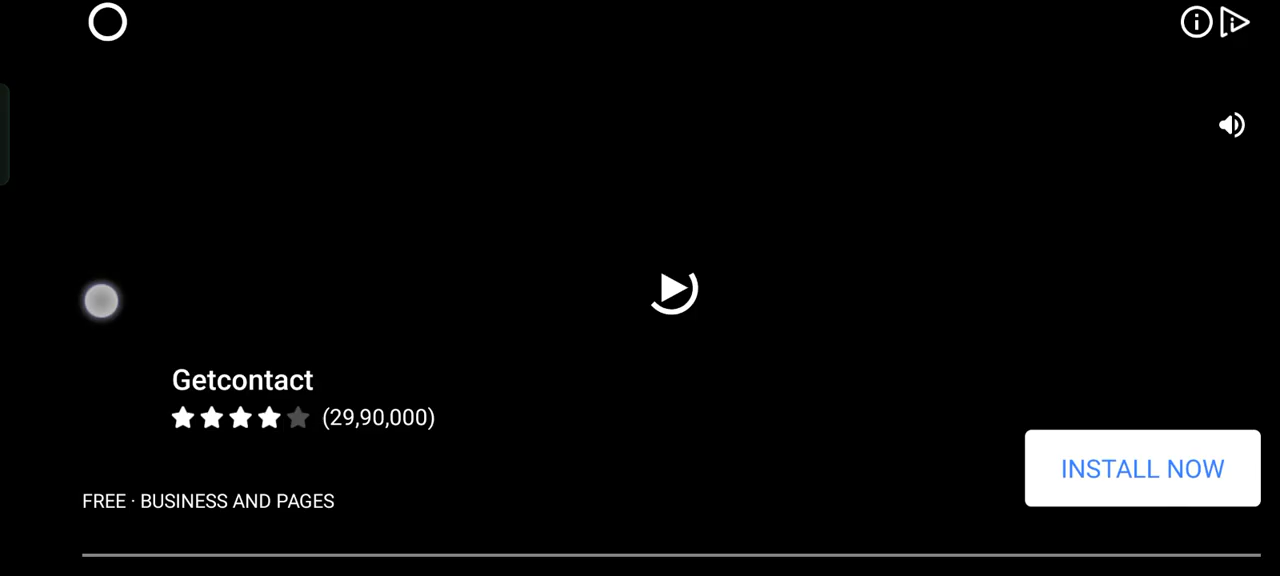 Getcontact
(29,90,000)
INSTALL NOW
FREE · BUSINESS AND PAGES